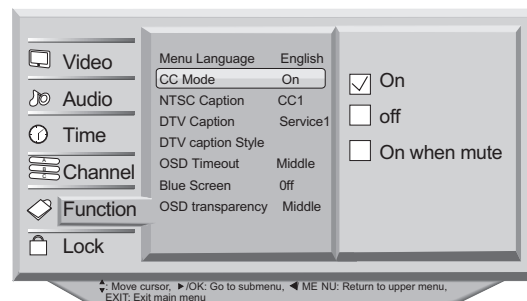 Video
Audio
Time
A
B
C
Channel
Function
Lock
Menu Language English
CC Mode On
NTSC Caption CC1
DTV Caption Service1
DTV caption Style
OSD Timeout Middle
Blue Screen 0ff
OSD transparency Middle
On
off
On when mute
: Move cursor, ▶/OK: Go to submenu, ◀ ME NU: Return to upper menu,
EXIT: Exit main menu